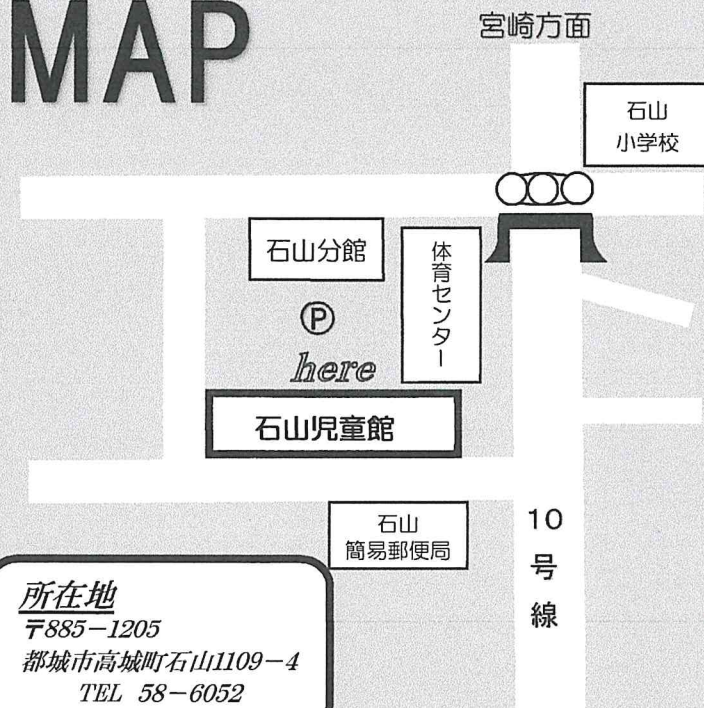 MAP
宮崎方面
石山
小学校
石山分館
体育センター
Ⓟ
here
石山児童館
石山
簡易郵便局
10
号
線
所在地
〒885-1205
都城市高城町石山1109-4
TEL 58-6052